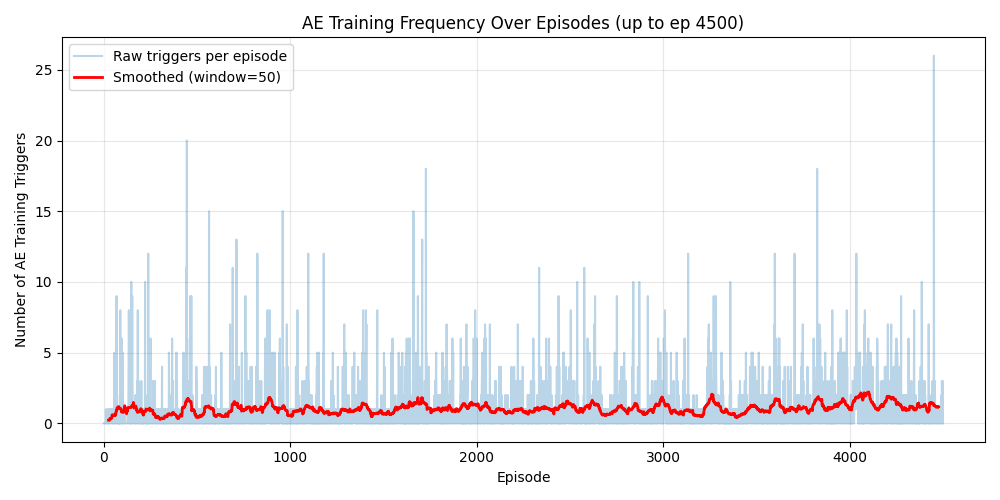 AE Training Frequency Over Episodes (up to ep 4500)
Raw triggers per episode
Smoothed (window=50)
Number of AE Training Triggers
25
20
15
10
5
0
0 1000 2000 3000 4000
Episode